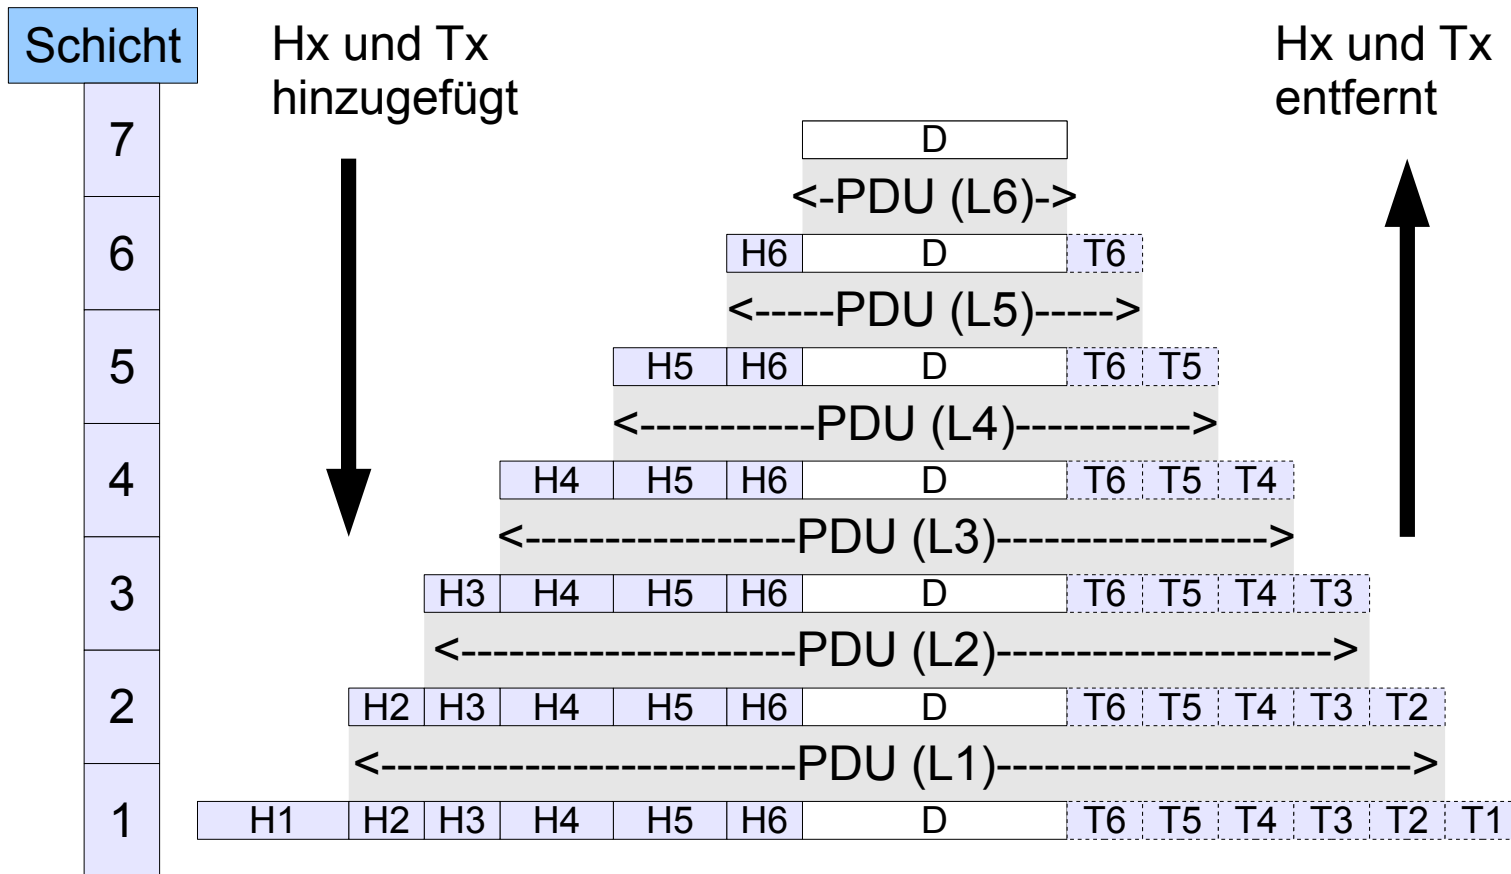 Schicht
Hx und Tx
hinzugefügt
Hx und Tx
entfernt
7
D
<-PDU (L6)->
6
H6 D T6
<-----PDU (L5)----->
5
H5 H6 D T6 T5
<-----------PDU (L4)----------->
4
H4 H5 H6 D T6 T5 T4
<-----------------PDU (L3)----------------->
3
H3 H4 H5 H6 D T6 T5 T4 T3
<---------------------PDU (L2)--------------------->
2
H2 H3 H4 H5 H6 D T6 T5 T4 T3 T2
<--------------------------PDU (L1)-------------------------->
1
H1 H2 H3 H4 H5 H6 D T6 T5 T4 T3 T2 T1